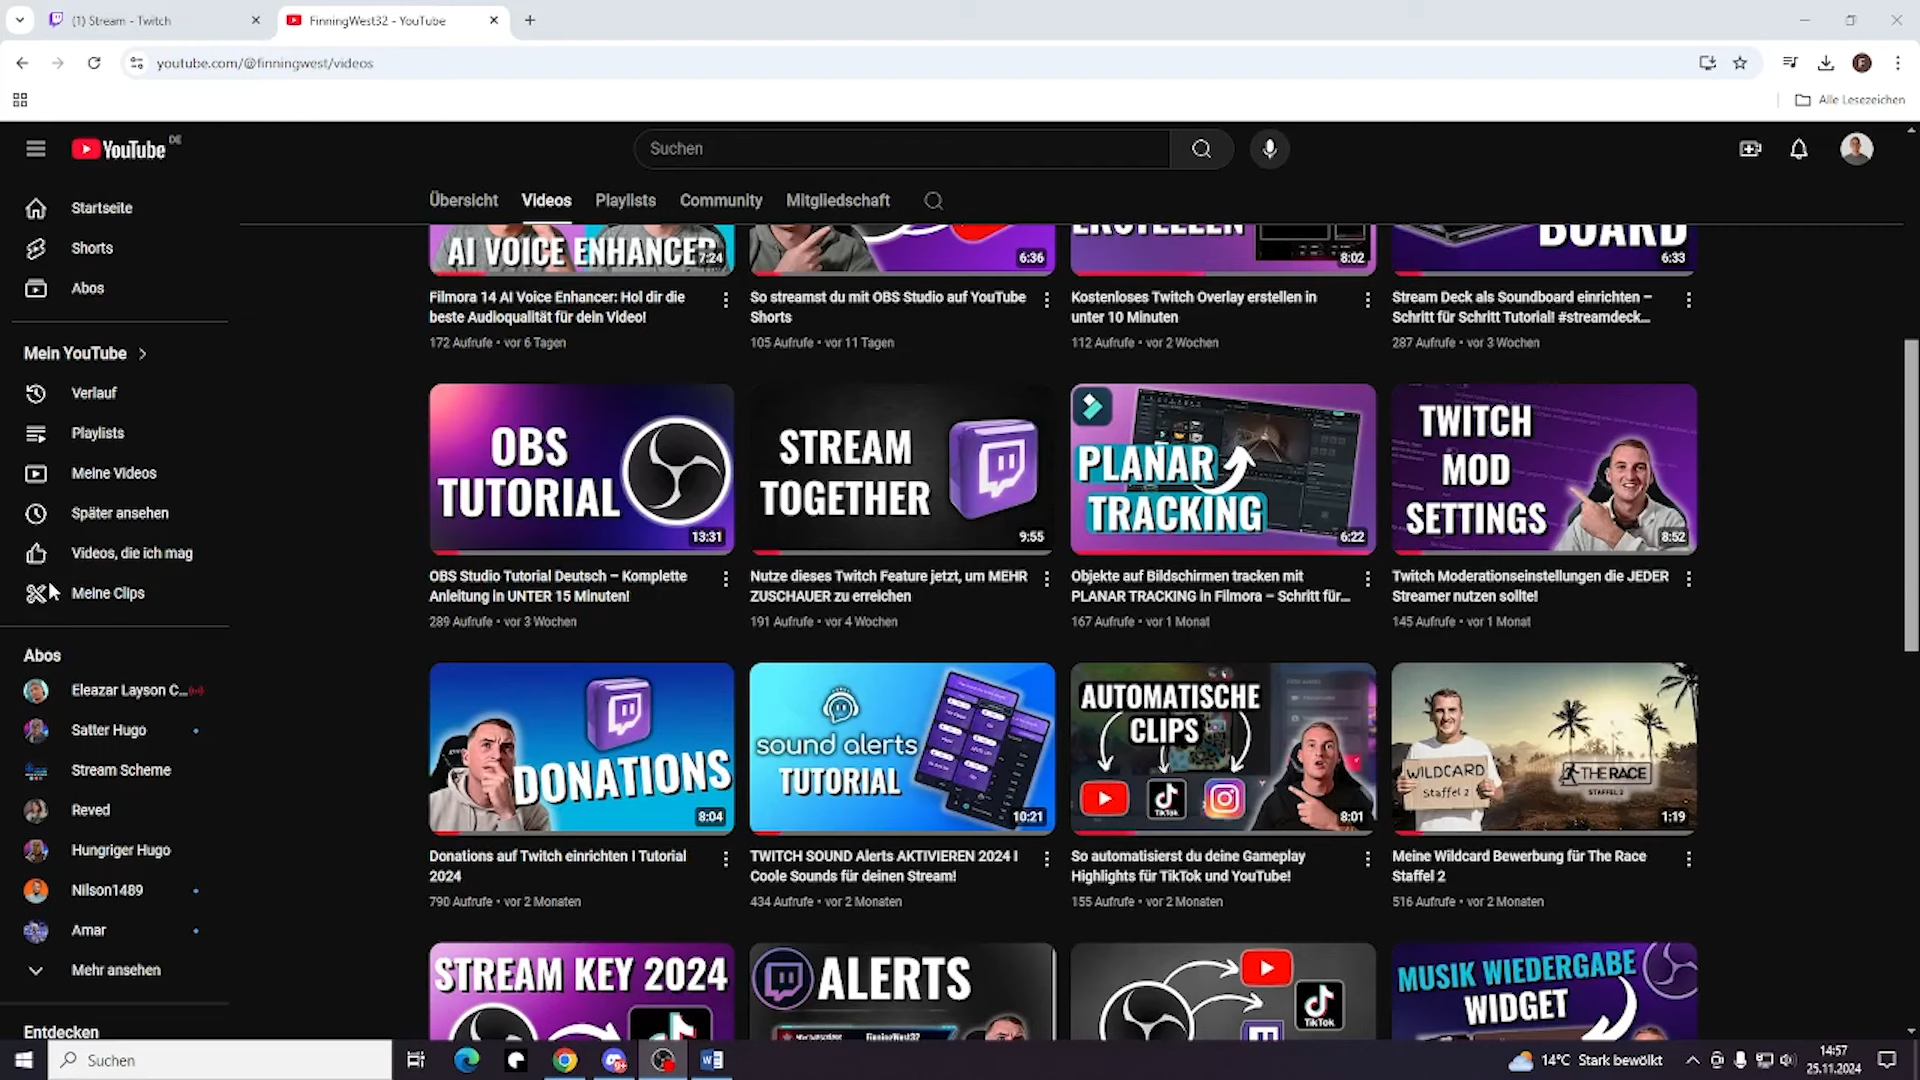 (1) Stream - Twitch
FinningWest32 - YouTube
youtube.com/@finningwest/videos
F
Alle Lesezeichen
YouTube DE
Suchen
Startseite
Shorts
Abos
Mein YouTube
Verlauf
Playlists
Meine Videos
Später ansehen
Videos, die ich mag
Meine Clips
Abos
Eleazar Layson C...
Satter Hugo
Stream Scheme
Reved
Hungriger Hugo
Nilson1489
Amar
Mehr ansehen
Entdecken
Übersicht Videos Playlists Community Mitgliedschaft
AI VOICE ENHANCER
7:24
6:36
ERSTELLEN
8:02
BOARD
6:33
Filmora 14 AI Voice Enhancer: Hol dir die
beste Audioqualität für dein Video!
172 Aufrufe • vor 6 Tagen
So streamst du mit OBS Studio auf YouTube
Shorts
105 Aufrufe • vor 11 Tagen
Kostenloses Twitch Overlay erstellen in
unter 10 Minuten
112 Aufrufe • vor 2 Wochen
Stream Deck als Soundboard einrichten –
Schritt für Schritt Tutorial! #streamdeck...
287 Aufrufe • vor 3 Wochen
OBS
TUTORIAL
13:31
STREAM
TOGETHER
9:55
PLANAR
TRACKING
6:22
TWITCH
MOD
SETTINGS
8:52
OBS Studio Tutorial Deutsch – Komplette
Anleitung in UNTER 15 Minuten!
289 Aufrufe • vor 3 Wochen
Nutze dieses Twitch Feature jetzt, um MEHR
ZUSCHAUER zu erreichen
191 Aufrufe • vor 4 Wochen
Objekte auf Bildschirmen tracken mit
PLANAR TRACKING in Filmora – Schritt für...
167 Aufrufe • vor 1 Monat
Twitch Moderationseinstellungen die JEDER
Streamer nutzen sollte!
145 Aufrufe • vor 1 Monat
DONATIONS
8:04
sound alerts
TUTORIAL
10:21
AUTOMATISCHE
CLIPS
TikTok
8:01
WILDCARD
Staffel 2
THE RACE
STAFFEL 2
1:19
Donations auf Twitch einrichten I Tutorial
2024
790 Aufrufe • vor 2 Monaten
TWITCH SOUND Alerts AKTIVIEREN 2024 I
Coole Sounds für deinen Stream!
434 Aufrufe • vor 2 Monaten
So automatisierst du deine Gameplay
Highlights für TikTok und YouTube!
155 Aufrufe • vor 2 Monaten
Meine Wildcard Bewerbung für The Race
Staffel 2
516 Aufrufe • vor 2 Monaten
STREAM KEY 2024
ALERTS
FinningWest32
TikTok
MUSIK WIEDERGABE
WIDGET
Suchen
9+
14°C Stark bewölkt
14:57
25.11.2024